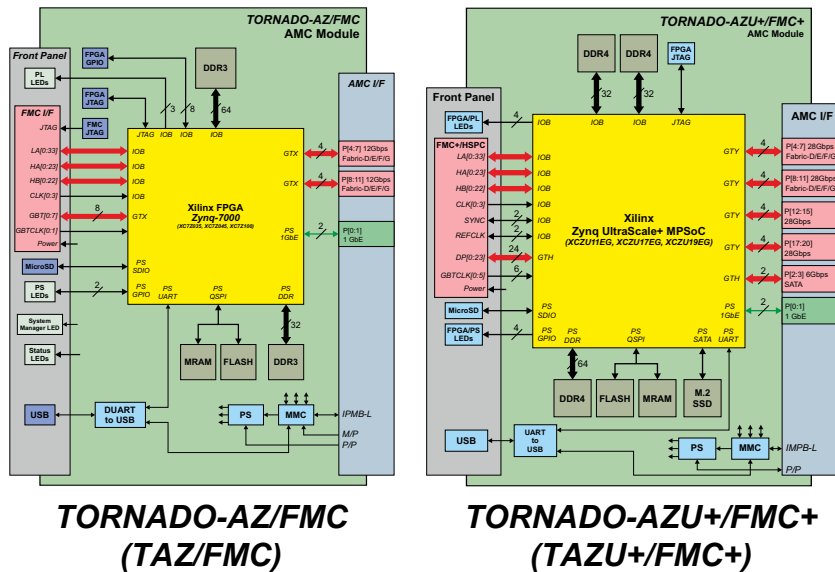 TORNADO-AZ/FMC
AMC Module
Front Panel
FPGA
GPIO
DDR3
PL
LEDs
AMC I/F
FPGA
JTAG
3
8
64
FMC I/F
JTAG
FMC
JTAG
JTAG
IOB
IOB
LA[0:33]
IOB
GTX
4
P[4:7] 12Gbps
Fabric-D/E/F/G
HA[0:23]
IOB
HB[0:22]
IOB
GTX
4
P[8:11] 12Gbps
Fabric-D/E/F/G
CLK[0:3]
IOB
Xilinx FPGA
Zynq-7000
(XC7Z035, XC7Z045, XC7Z100)
GBT[0:7]
8
GTX
GBTCLK[0:1]
IOB
PS
1GbE
2
P[0:1]
1 GbE
Power
MicroSD
PS
SDIO
PS
LEDs
2
PS
GPIO
PS
UART
PS
QSPI
PS
DDR
System
Manager LED
32
Status
LEDs
MRAM
FLASH
DDR3
USB
DUART
to USB
PS
MMC
IPMB-L
M/P
P/P
TORNADO-AZ/FMC
(TAZ/FMC)
TORNADO-AZU+/FMC+
AMC Module
DDR4
DDR4
FPGA
JTAG
32
32
Front Panel
AMC I/F
FPGA/PL
LEDs
4
IOB
IOB
IOB
JTAG
FMC+/HSPC
LA[0:33]
IOB
GTY
4
P[4:7] 28Gbps
Fabric-D/E/F/G
HA[0:23]
IOB
HB[0:22]
IOB
GTY
4
P[8:11] 28Gbps
Fabric-D/E/F/G
CLK[0:3]
IOB
SYNC
2
IOB
GTY
4
P[12:15]
28Gbps
REFCLK
2
IOB
Xilinx
Zynq UltraScale+ MPSoC
(XCZU11EG, XCZU17EG, XCZU19EG)
DP[0:23]
24
GTH
GTY
4
P[17:20]
28Gbps
GBTCLK[0:5]
6
GTH
2
P[2:3] 6Gbps
SATA
Power
MicroSD
PS
SDIO
PS
1GbE
2
P[0:1]
1 GbE
FPGA/PS
LEDs
4
PS
GPIO
PS
DDR
PS
QSPI
PS
SATA
PS
UART
64
DDR4
FLASH
MRAM
M.2
SSD
USB
UART
to
USB
PS
MMC
IMPB-L
P/P
TORNADO-AZU+/FMC+
(TAZU+/FMC+)